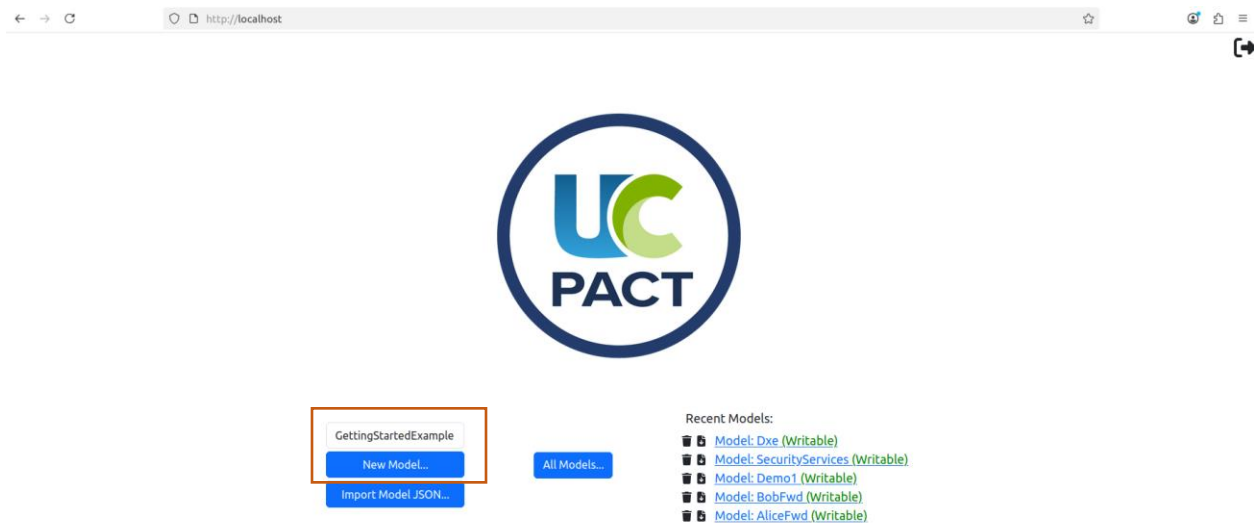 http://localhost
UC
PACT
GettingStartedExample
New Model...
Import Model JSON...
All Models...
Recent Models:
Model: Dxe (Writable)
Model: SecurityServices (Writable)
Model: Demo1 (Writable)
Model: BobFwd (Writable)
Model: AliceFwd (Writable)